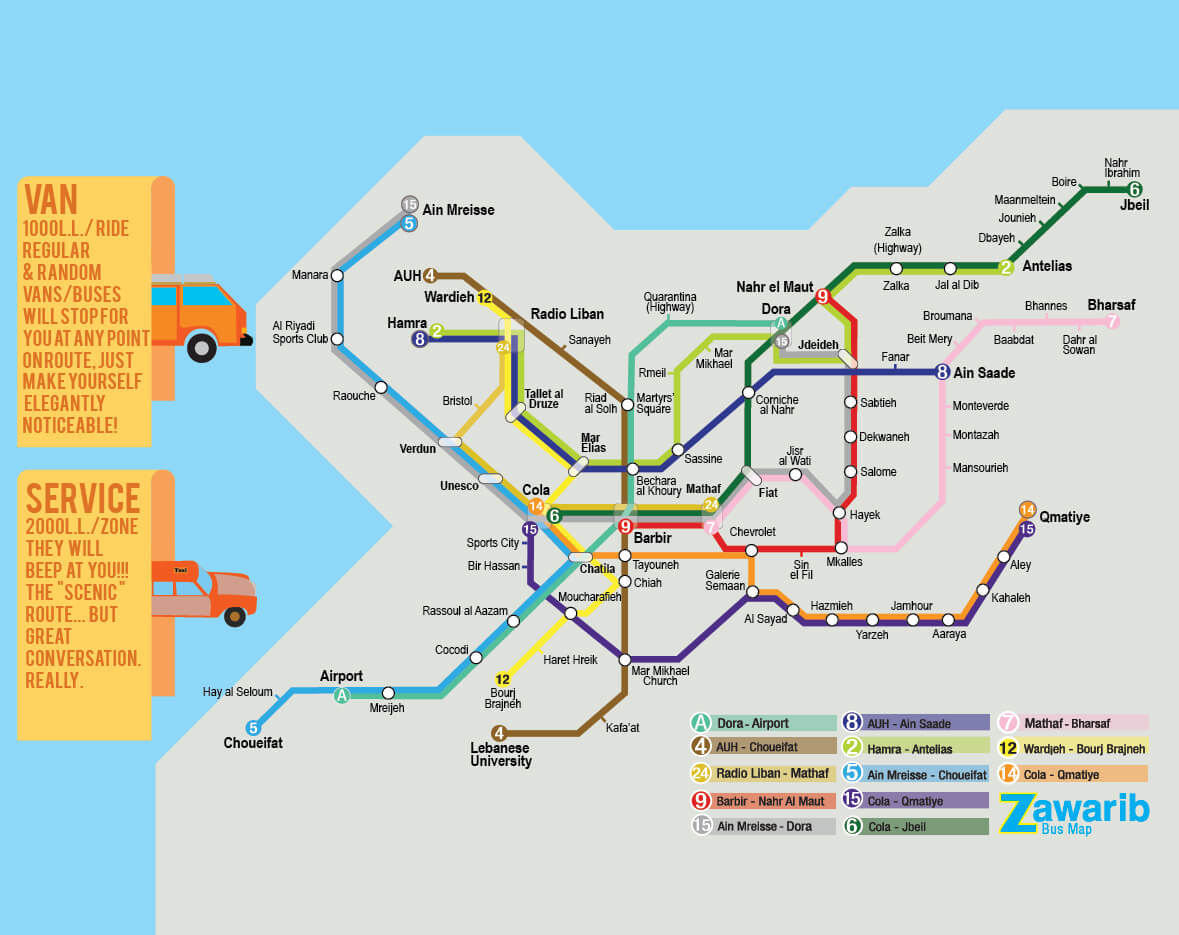 VAN
1000L.L./ RIDE
REGULAR
& RANDOM
VANS/BUSES
WILL STOP FOR
YOU AT ANY POINT
ON ROUTE, JUST
MAKE YOURSELF
ELEGANTLY
NOTICEABLE!
SERVICE
2000L.L./ZONE
THEY WILL
BEEP AT YOU!!!
THE "SCENIC"
ROUTE... BUT
GREAT
CONVERSATION.
REALLY.
Taxi
15
5
Ain Mreisse
Manara
Al Riyadi
Sports Club
Raouche
AUH 4
Wardieh 12
Hamra 2
8
Radio Liban
24
Sanayeh
Bristol
Tallet al
Druze
Verdun
Unesco
Mar
Elias
Riad
al Solh
Martyrs'
Square
Quarantina
(Highway)
Rmeil
Mar
Mikhael
Sassine
Bechara
al Khoury
Nahr el Maut 9
Dora A
15
Jdeideh
Zalka
(Highway)
Zalka
Jal al Dib
2 Antelias
Dbayeh
Jounieh
Maanmeltein
Boire
Nahr
Ibrahim
6
Jbeil
Broumana
Bhannes
Bharsaf
7
Beit Mery
Baabdat
Dahr al
Sowan
Fanar
8 Ain Saade
Monteverde
Montazah
Mansourieh
Corniche
al Nahr
Sabtieh
Dekwaneh
Salome
Jisr
al Wati
Fiat
Hayek
Mathaf
24
7
Cola
14
6
15
9
Barbir
Chevrolet
Sin
el Fil
Mkalles
14
15
Qmatiye
Sports City
Bir Hassan
Chatila
Tayouneh
Chiah
Moucharafieh
Galerie
Semaan
Al Sayad
Hazmieh
Yarzeh
Jamhour
Aaraya
Kahaleh
Aley
Rassoul al Aazam
Cocodi
Haret Hreik
Mar Mikhael
Church
12
Bourj
Brajneh
Airport
A
Mreijeh
Hay al Seloum
5
Choueifat
Kafa'at
4
Lebanese
University
A Dora - Airport
4 AUH - Choueifat
24 Radio Liban - Mathaf
9 Barbir - Nahr Al Maut
15 Ain Mreisse - Dora
8 AUH - Ain Saade
2 Hamra - Antelias
5 Ain Mreisse - Choueifat
15 Cola - Qmatiye
6 Cola - Jbeil
7 Mathaf - Bharsaf
12 Wardieh - Bourj Brajneh
14 Cola - Qmatiye
Zawarib
Bus Map